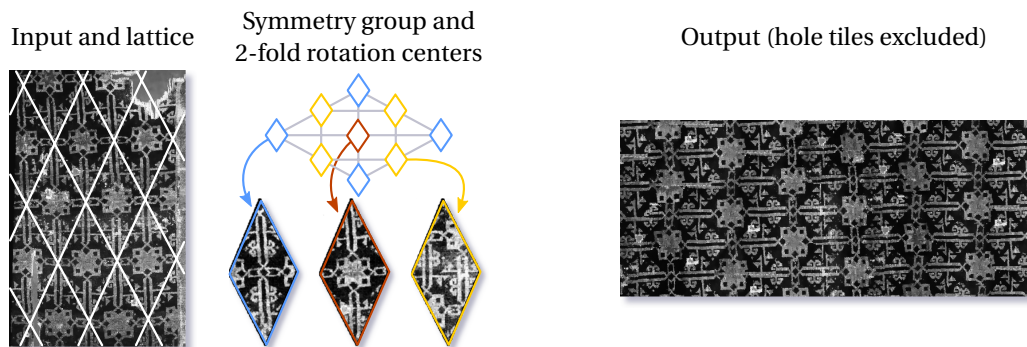 Input and lattice
Symmetry group and
2-fold rotation centers
Output (hole tiles excluded)